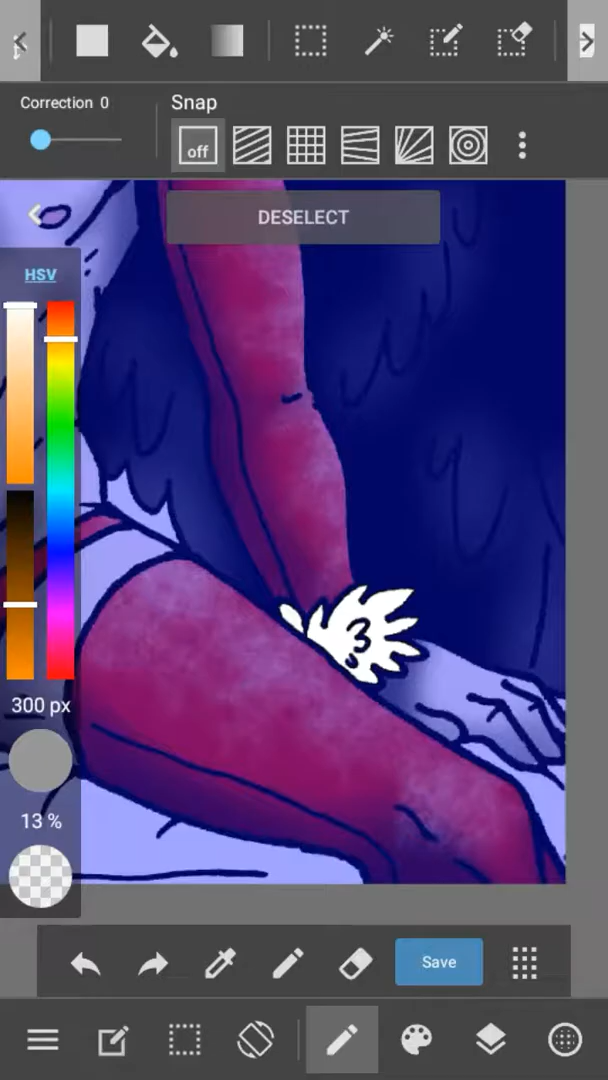 Correction 0
Snap
off
DESELECT
HSV
300 px
13 %
Save